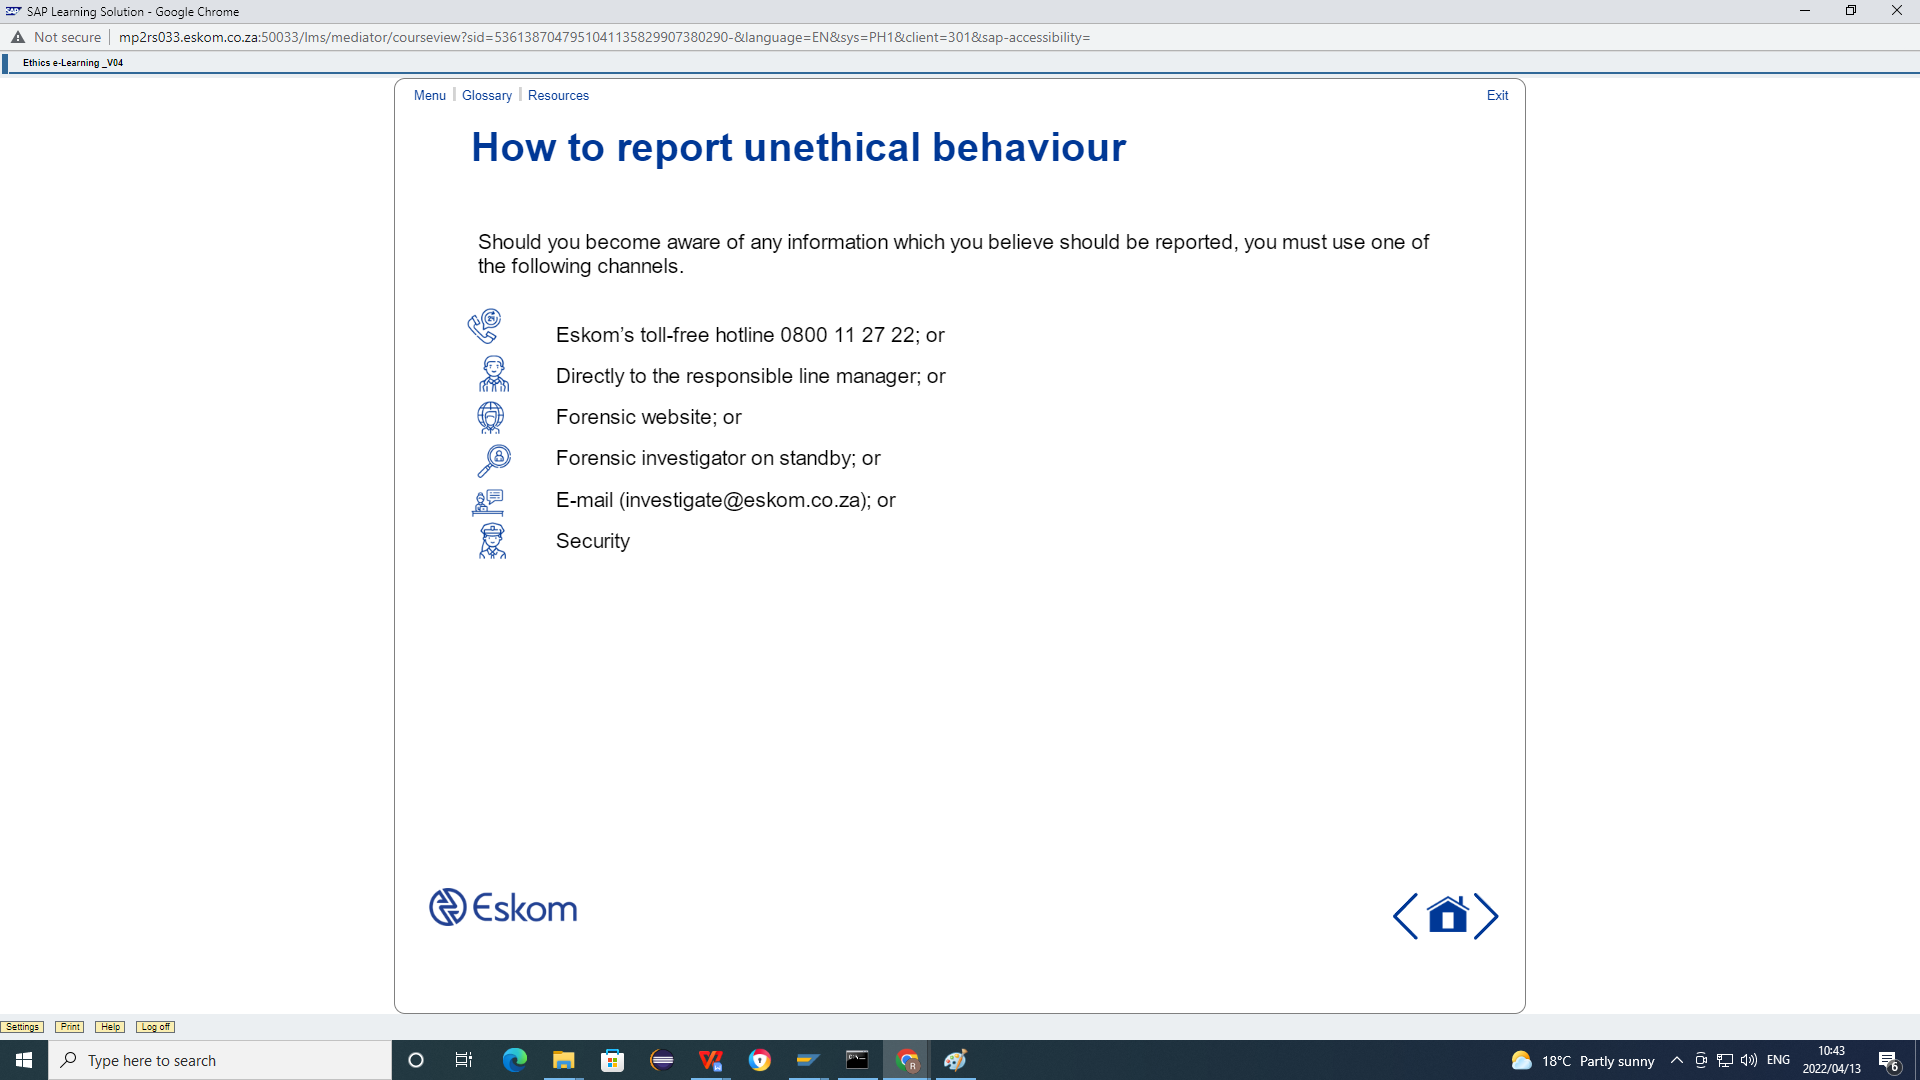 SAP Learning Solution - Google Chrome
Not secure | mp2rs033.eskom.co.za:50033/lms/mediator/courseview?sid=53613870479510411358299073802​90-&language=EN&sys=PH1&client=301&sap-accessibility=
Ethics e-Learning _V04
Menu | Glossary | Resources Exit
How to report unethical behaviour
Should you become aware of any information which you believe should be reported, you must use one of
the following channels.
24
Eskom’s toll-free hotline 0800 11 27 22; or
Directly to the responsible line manager; or
Forensic website; or
Forensic investigator on standby; or
E-mail (investigate@eskom.co.za); or
Security
Eskom
Settings Print Help Log off
Type here to search
18°C Partly sunny ENG 10:43
2022/04/13 6